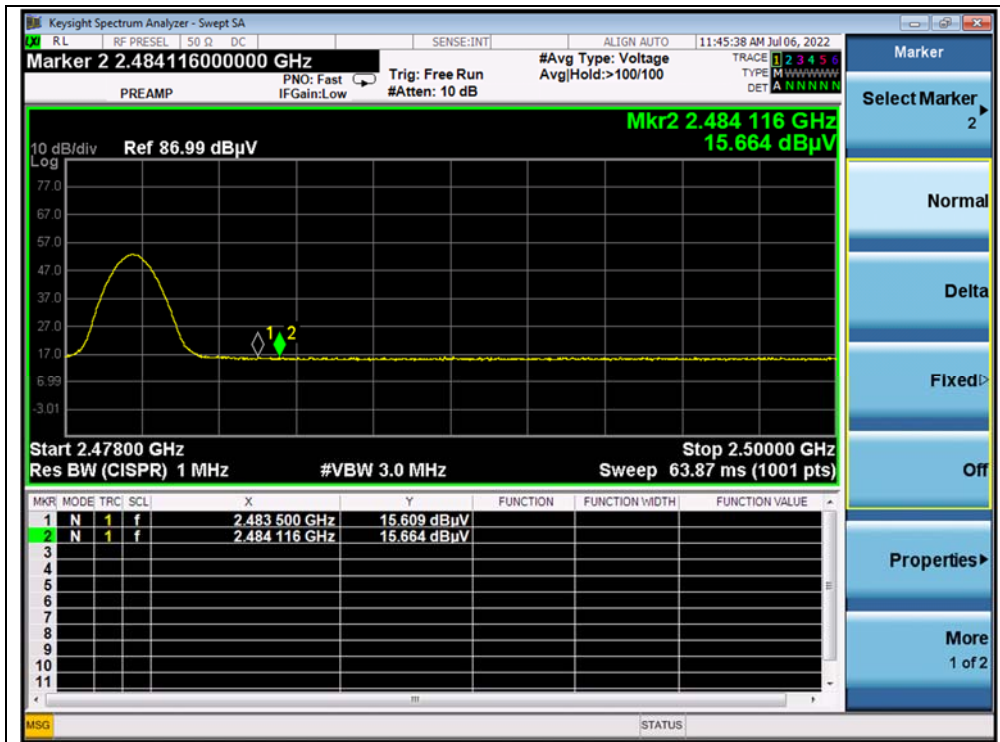 Keysight Spectrum Analyzer - Swept SA
LXI RL RF PRESEL 50 Ω DC SENSE:INT ALIGN AUTO 11:45:38 AM Jul 06, 2022
Marker 2 2.484116000000 GHz
PREAMP
PNO: Fast
IFGain:Low
Trig: Free Run
#Atten: 10 dB
#Avg Type: Voltage
Avg|Hold:>100/100
TRACE 1 2 3 4 5 6
TYPE M WWWWW
DET A N N N N N
Mkr2 2.484 116 GHz
15.664 dBµV
10 dB/div Ref 86.99 dBµV
Log
77.0
67.0
57.0
47.0
37.0
27.0
17.0
6.99
-3.01
1 2
Start 2.47800 GHz Stop 2.50000 GHz
Res BW (CISPR) 1 MHz #VBW 3.0 MHz Sweep 63.87 ms (1001 pts)
MKR MODE TRC SCL X Y FUNCTION FUNCTION WIDTH FUNCTION VALUE
1 N 1 f 2.483 500 GHz 15.609 dBµV
2 N 1 f 2.484 116 GHz 15.664 dBµV
3
4
5
6
7
8
9
10
11
MSG STATUS
Marker
Select Marker
2
Normal
Delta
Fixed
Off
Properties
More
1 of 2